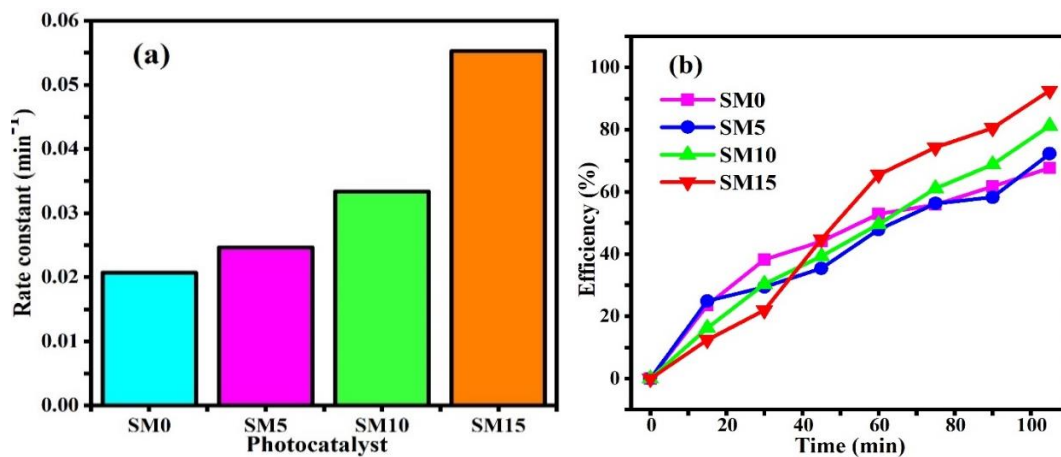 (a)
Rate constant (min⁻¹)
0.06
0.05
0.04
0.03
0.02
0.01
0.00
SM0 SM5 SM10 SM15
Photocatalyst
(b)
SM0
SM5
SM10
SM15
Efficiency (%)
100
80
60
40
20
0
0 20 40 60 80 100
Time (min)